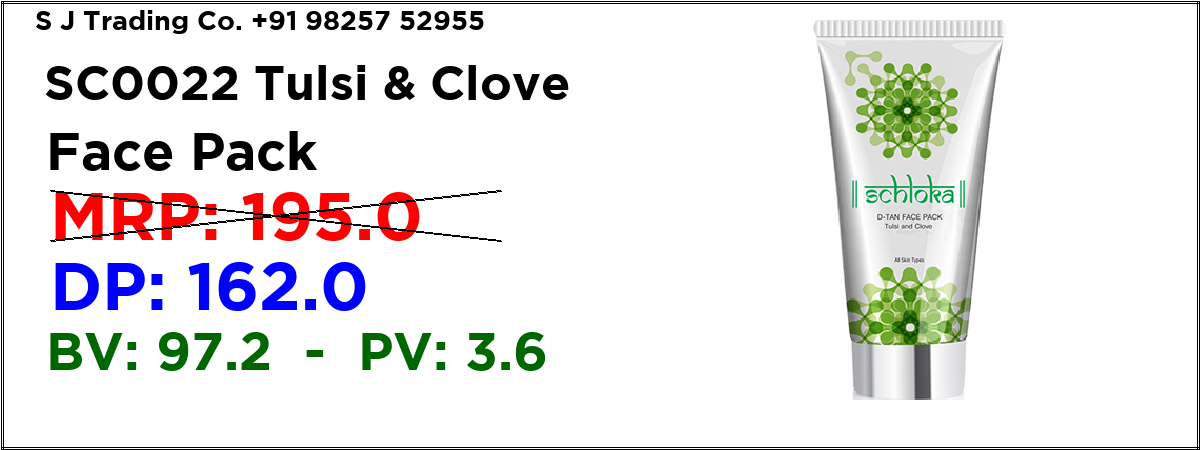 S J Trading Co. +91 98257 52955
SC0022 Tulsi & Clove
Face Pack
MRP: 195.0
DP: 162.0
BV: 97.2 - PV: 3.6
schloka
D-TAN FACE PACK
Tulsi and Clove
All Skin Types